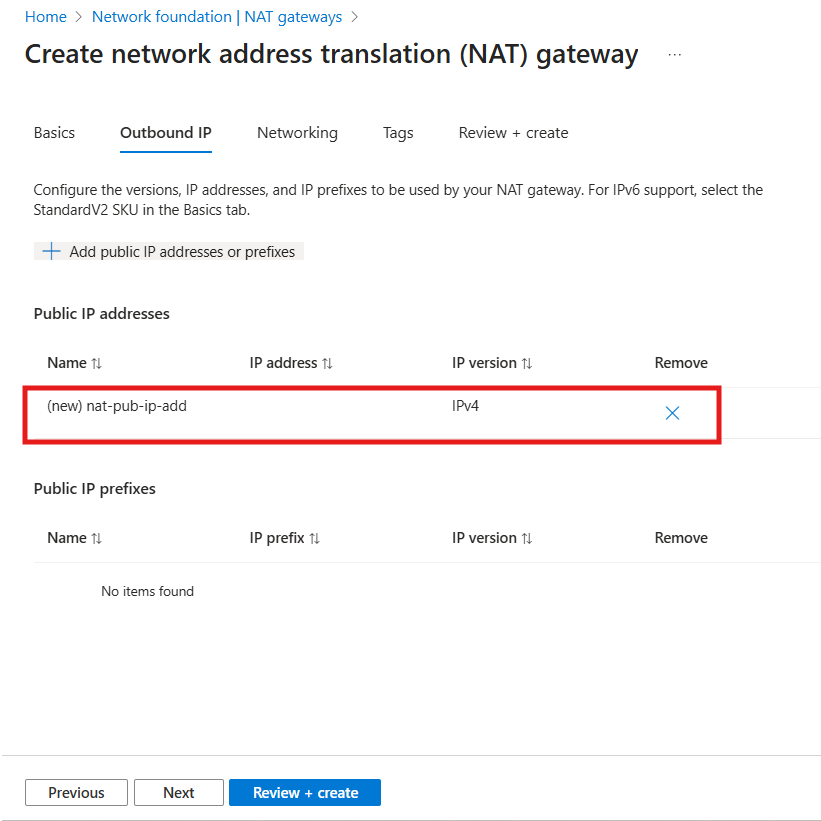 Home > Network foundation | NAT gateways >
Create network address translation (NAT) gateway ...
Basics Outbound IP Networking Tags Review + create
Configure the versions, IP addresses, and IP prefixes to be used by your NAT gateway. For IPv6 support, select the
StandardV2 SKU in the Basics tab.
Add public IP addresses or prefixes
Public IP addresses
Name IP address IP version Remove
(new) nat-pub-ip-add IPv4
Public IP prefixes
Name IP prefix IP version Remove
No items found
Previous Next Review + create